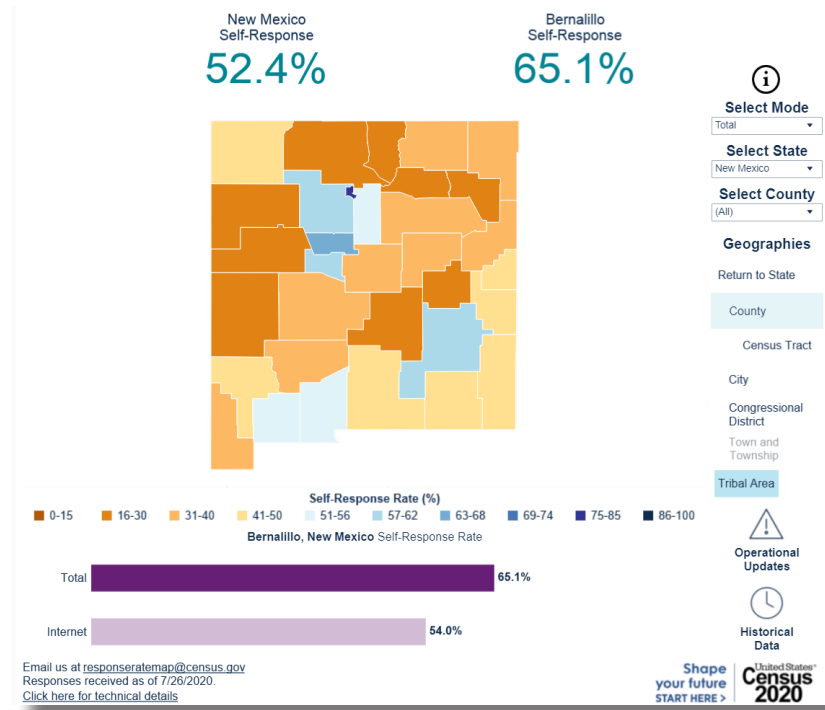 New Mexico
Self-Response
52.4%
Bernalillo
Self-Response
65.1%
i
Select Mode
Total
Select State
New Mexico
Select County
(All)
Geographies
Return to State
County
Census Tract
City
Congressional
District
Town and
Township
Tribal Area
Operational
Updates
Historical
Data
Self-Response Rate (%)
0-15 16-30 31-40 41-50 51-56 57-62 63-68 69-74 75-85 86-100
Bernalillo, New Mexico Self-Response Rate
Total 65.1%
Internet 54.0%
Email us at responseratemap@census.gov
Responses received as of 7/26/2020.
Click here for technical details
Shape
your future
START HERE >
United States®
Census
2020